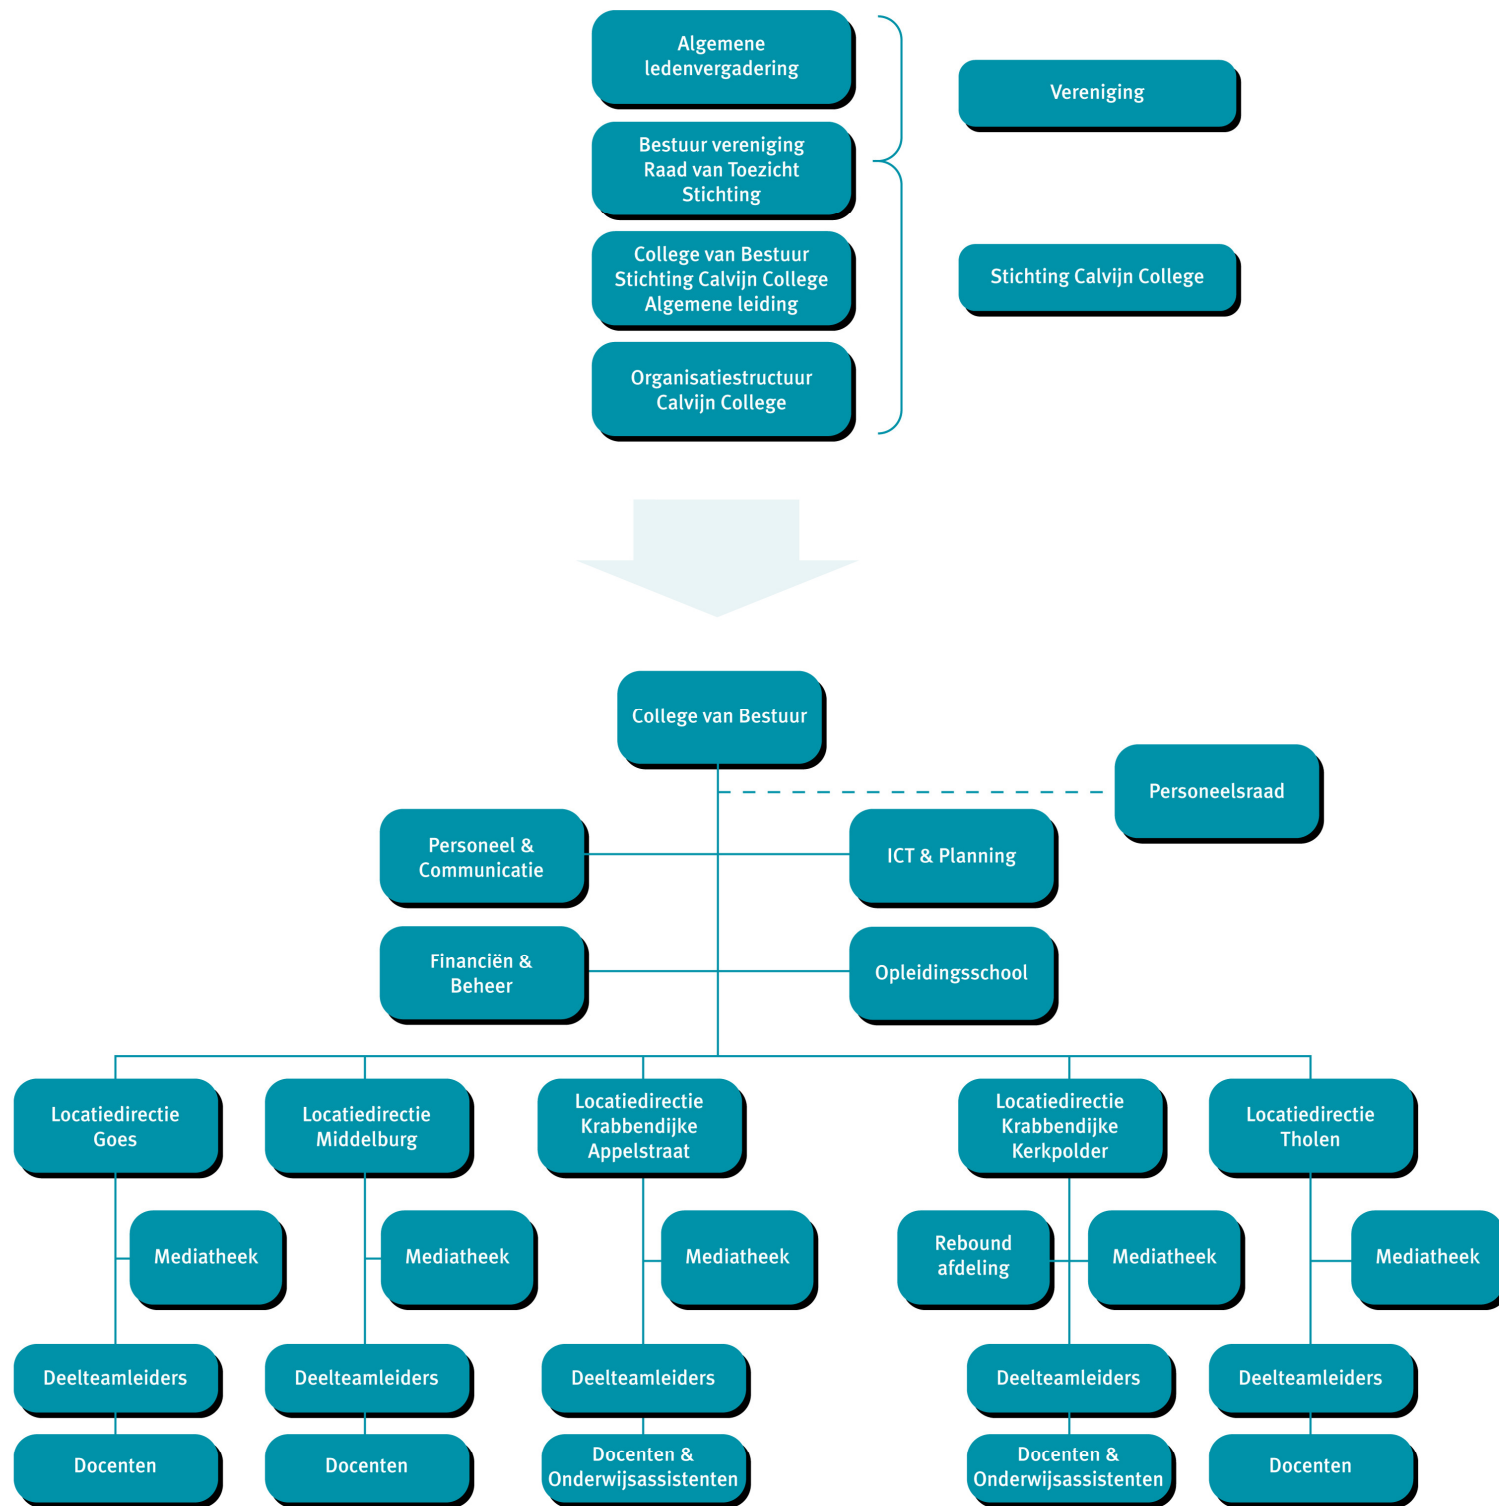 Algemene
ledenvergadering
Vereniging
Bestuur vereniging
Raad van Toezicht
Stichting
College van Bestuur
Stichting Calvijn College
Algemene leiding
Stichting Calvijn College
Organisatiestructuur
Calvijn College
College van Bestuur
Personeelsraad
Personeel &
Communicatie
ICT & Planning
Financiën &
Beheer
Opleidingsschool
Locatiedirectie
Goes
Locatiedirectie
Middelburg
Locatiedirectie
Krabbendijke
Appelstraat
Locatiedirectie
Krabbendijke
Kerkpolder
Locatiedirectie
Tholen
Mediatheek
Mediatheek
Mediatheek
Rebound
afdeling
Mediatheek
Mediatheek
Deelteamleiders
Deelteamleiders
Deelteamleiders
Deelteamleiders
Deelteamleiders
Docenten
Docenten
Docenten &
Onderwijsassistenten
Docenten &
Onderwijsassistenten
Docenten